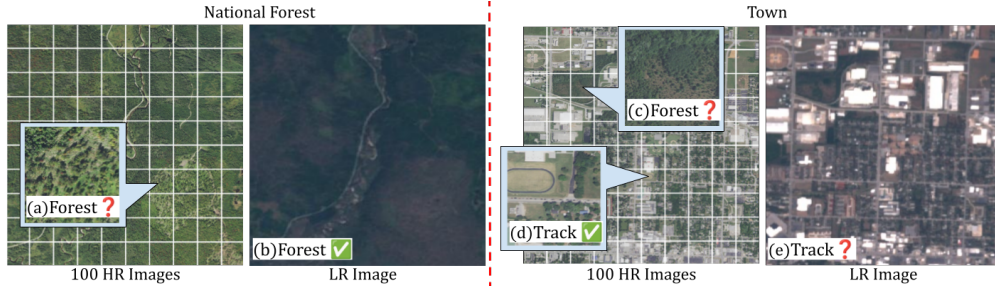 National Forest
Town
(a)Forest ❓
(b)Forest ✅
(c)Forest ❓
(d)Track ✅
(e)Track ❓
100 HR Images
LR Image
100 HR Images
LR Image